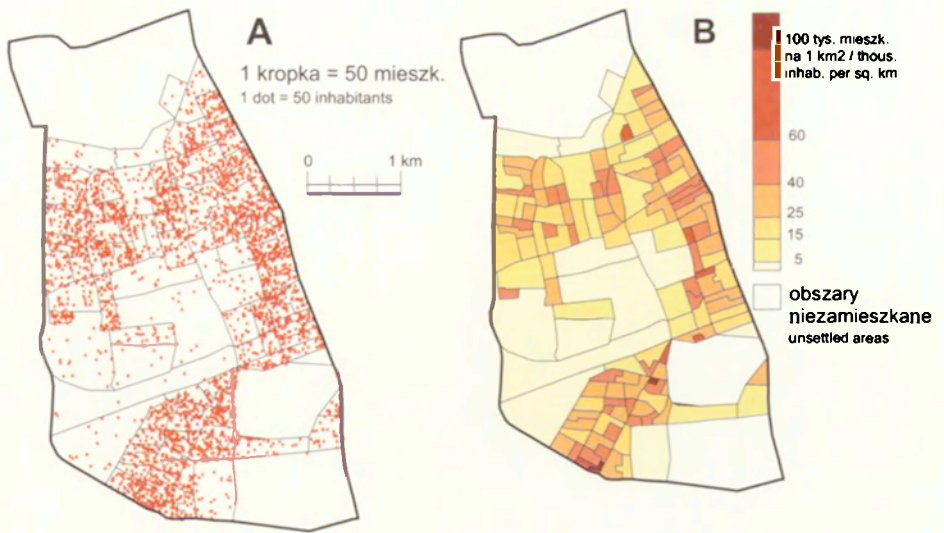 A
1 kropka = 50 mieszk.
1 dot = 50 inhabitants
0 1 km
B
100 tys. mieszk.
na 1 km2 / thous.
inhab. per sq. km
60
40
25
15
5
obszary
niezamieszkane
unsettled areas